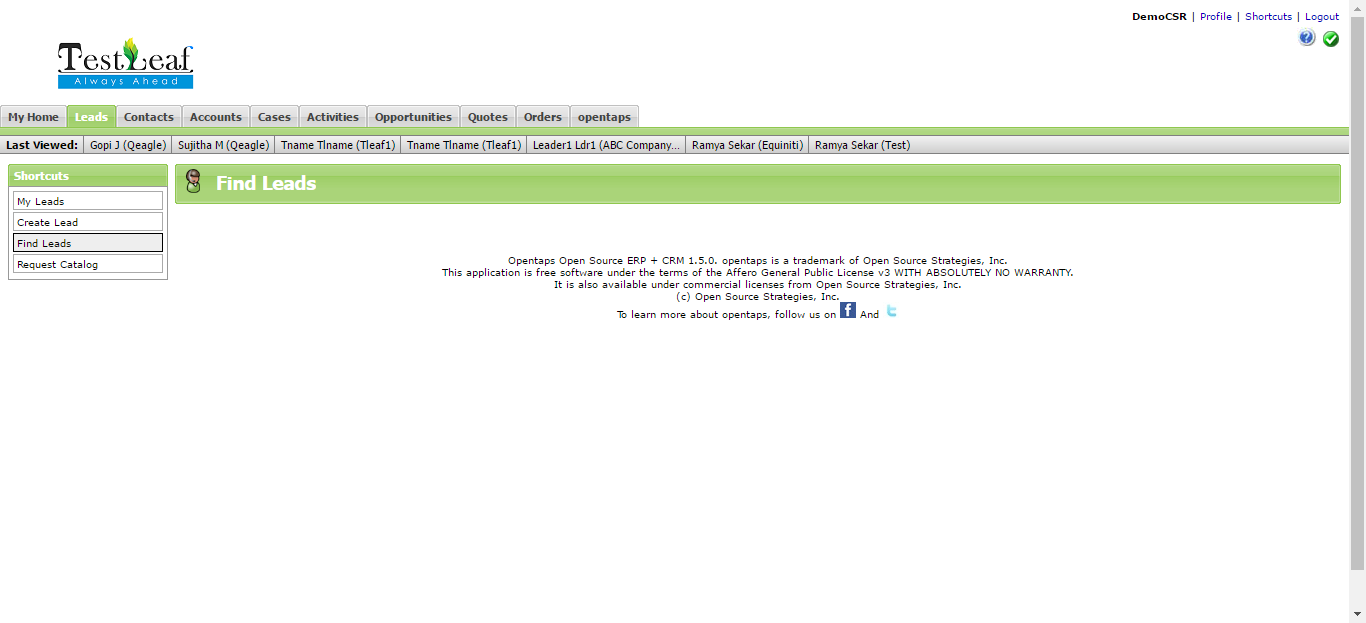 DemoCSR | Profile | Shortcuts | Logout
TestLeaf
Always Ahead
My Home Leads Contacts Accounts Cases Activities Opportunities Quotes Orders opentaps
Last Viewed: Gopi J (Qeagle) Sujitha M (Qeagle) Tname Tlname (Tleaf1) Tname Tlname (Tleaf1) Leader1 Ldr1 (ABC Company... Ramya Sekar (Equiniti) Ramya Sekar (Test)
Shortcuts
My Leads
Create Lead
Find Leads
Request Catalog
Find Leads
Opentaps Open Source ERP + CRM 1.5.0. opentaps is a trademark of Open Source Strategies, Inc.
This application is free software under the terms of the Affero General Public License v3 WITH ABSOLUTELY NO WARRANTY.
It is also available under commercial licenses from Open Source Strategies, Inc.
(c) Open Source Strategies, Inc.
To learn more about opentaps, follow us on f And t